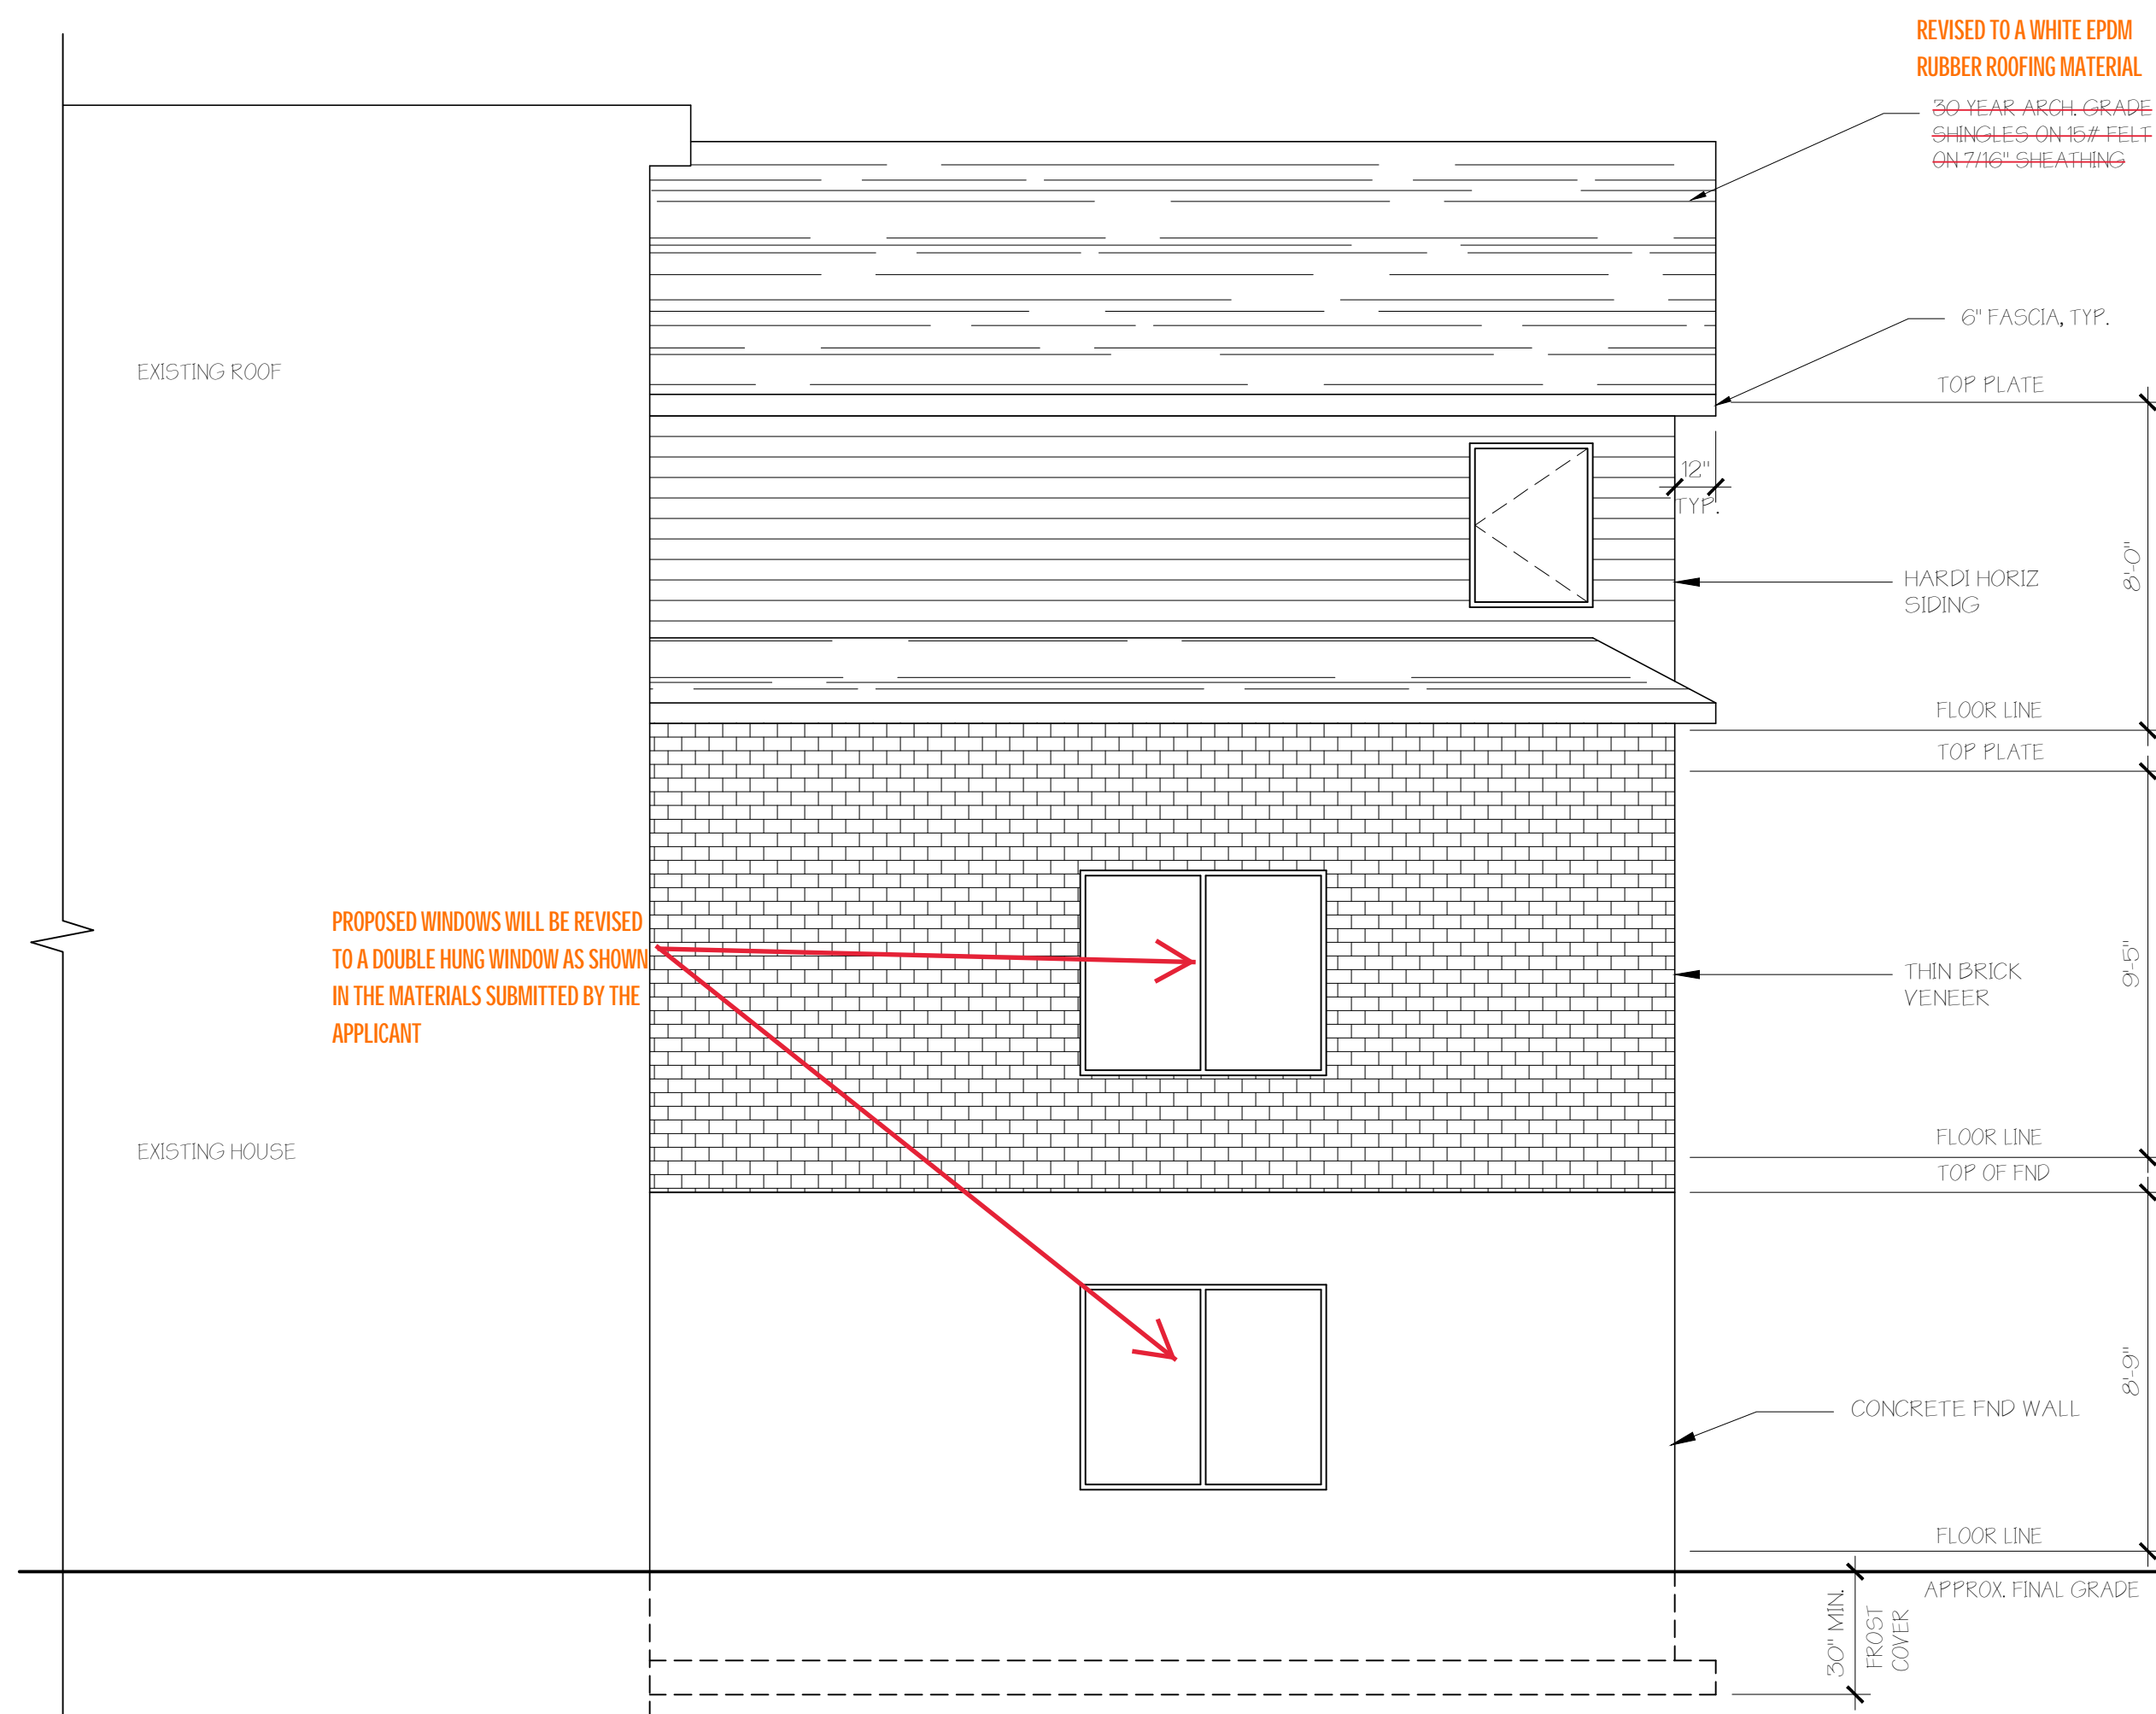 REVISED TO A WHITE EPDM
RUBBER ROOFING MATERIAL
30 YEAR ARCH. GRADE
SHINGLES ON 15# FELT
ON 7/16" SHEATHING
6" FASCIA, TYP.
EXISTING ROOF
TOP PLATE
12"
TYP.
8'-0"
HARDI HORIZ
SIDING
FLOOR LINE
TOP PLATE
PROPOSED WINDOWS WILL BE REVISED
TO A DOUBLE HUNG WINDOW AS SHOWN
IN THE MATERIALS SUBMITTED BY THE
APPLICANT
9'-5"
THIN BRICK
VENEER
EXISTING HOUSE
FLOOR LINE
TOP OF FND
8'-9"
CONCRETE FND WALL
FLOOR LINE
APPROX. FINAL GRADE
30" MIN.
FROST
COVER